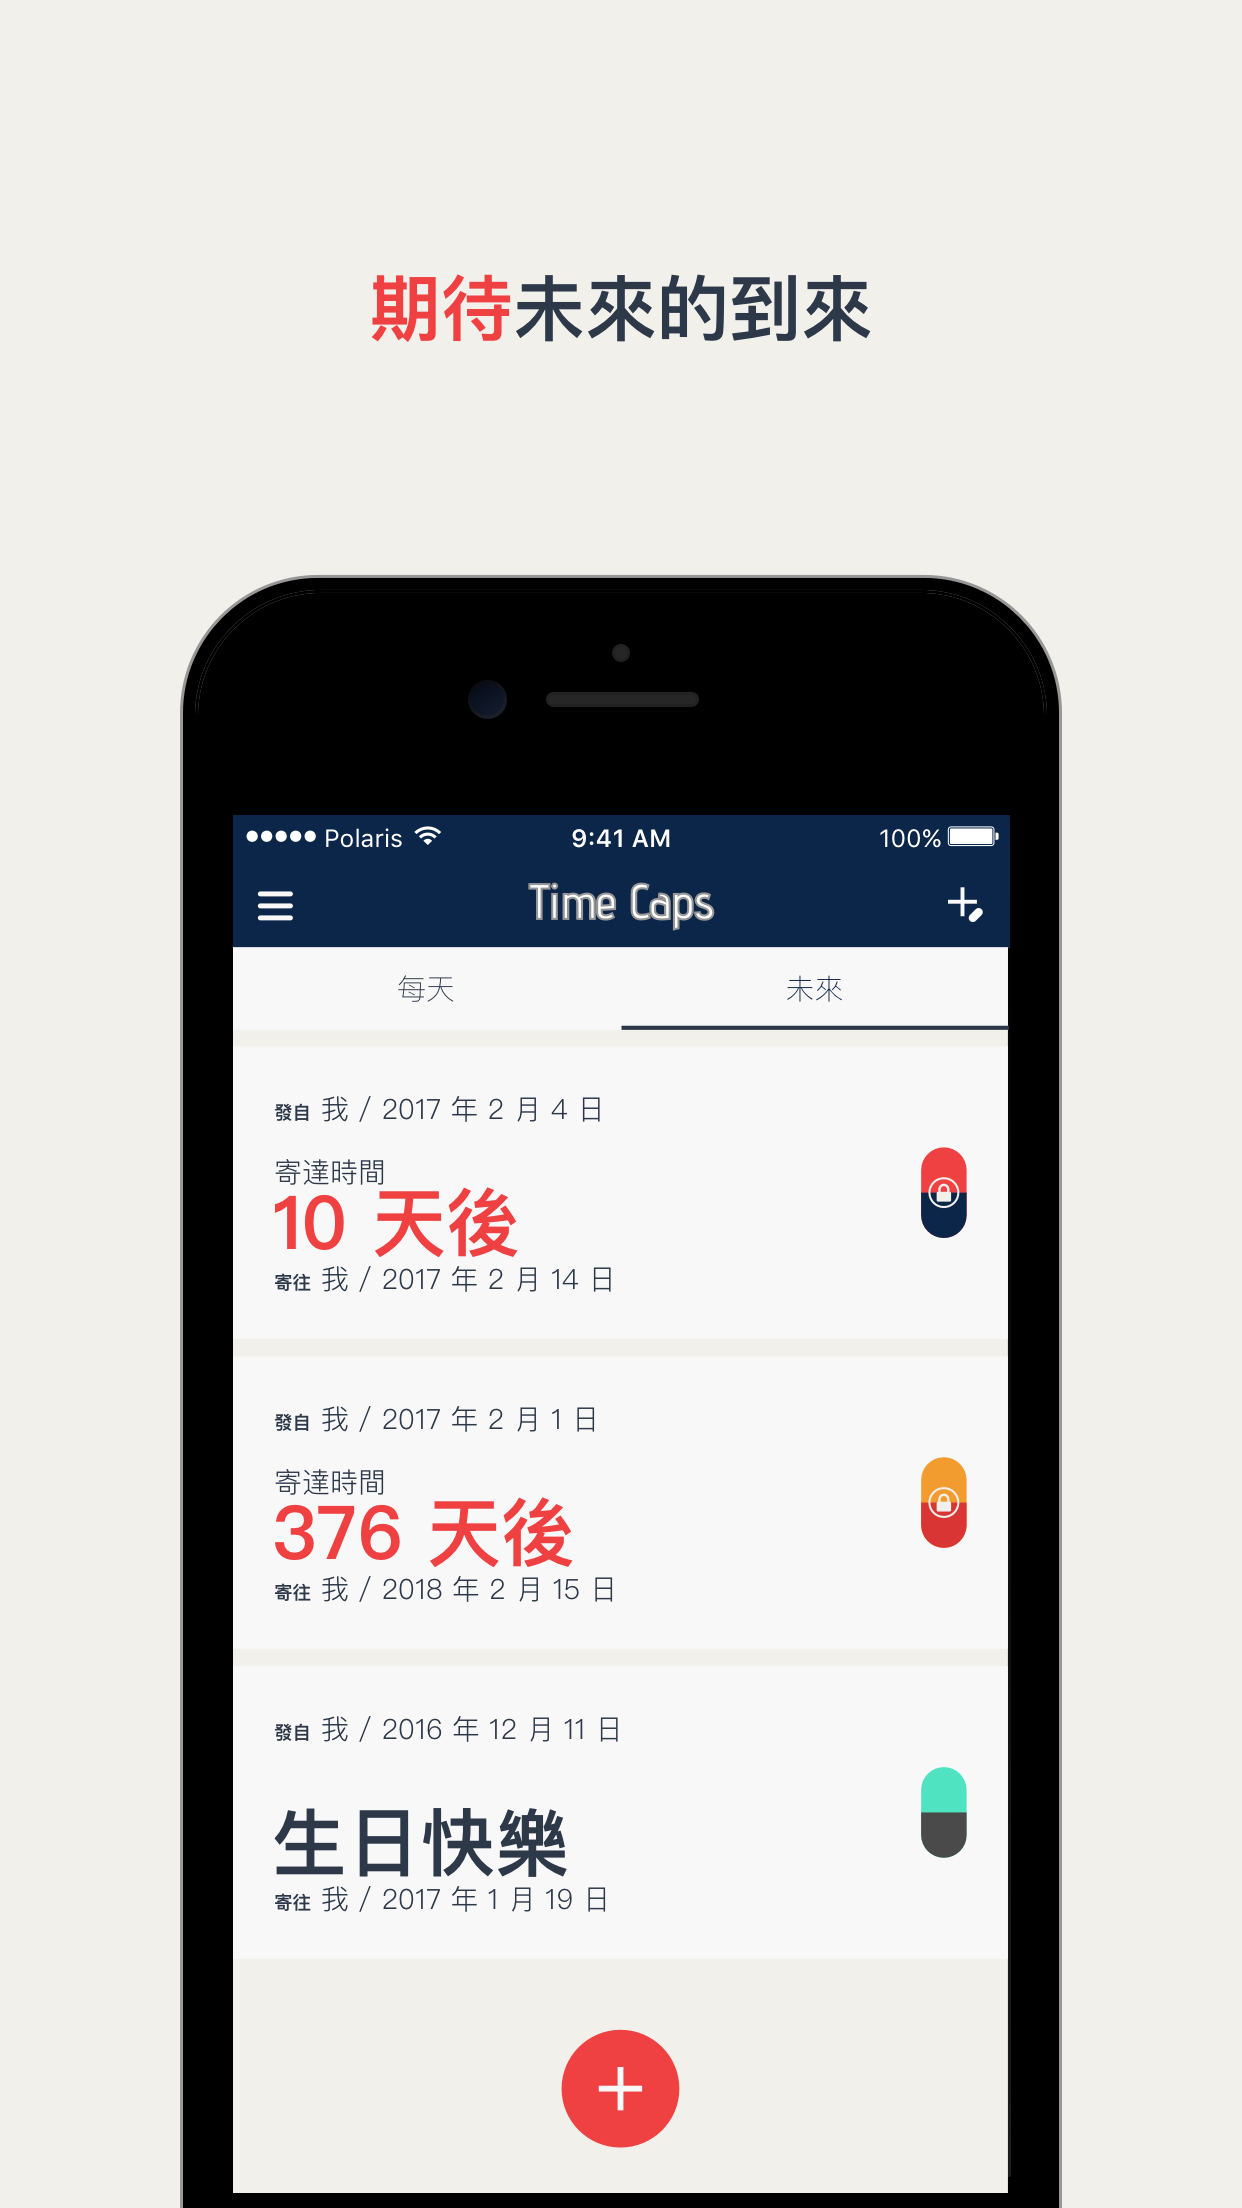 期待未來的到來
Polaris 9:41 AM 100%
Time Caps
每天 未來
發自 我 / 2017 年 2 月 4 日
寄達時間
10 天後
寄往 我 / 2017 年 2 月 14 日
發自 我 / 2017 年 2 月 1 日
寄達時間
376 天後
寄往 我 / 2018 年 2 月 15 日
發自 我 / 2016 年 12 月 11 日
生日快樂
寄往 我 / 2017 年 1 月 19 日